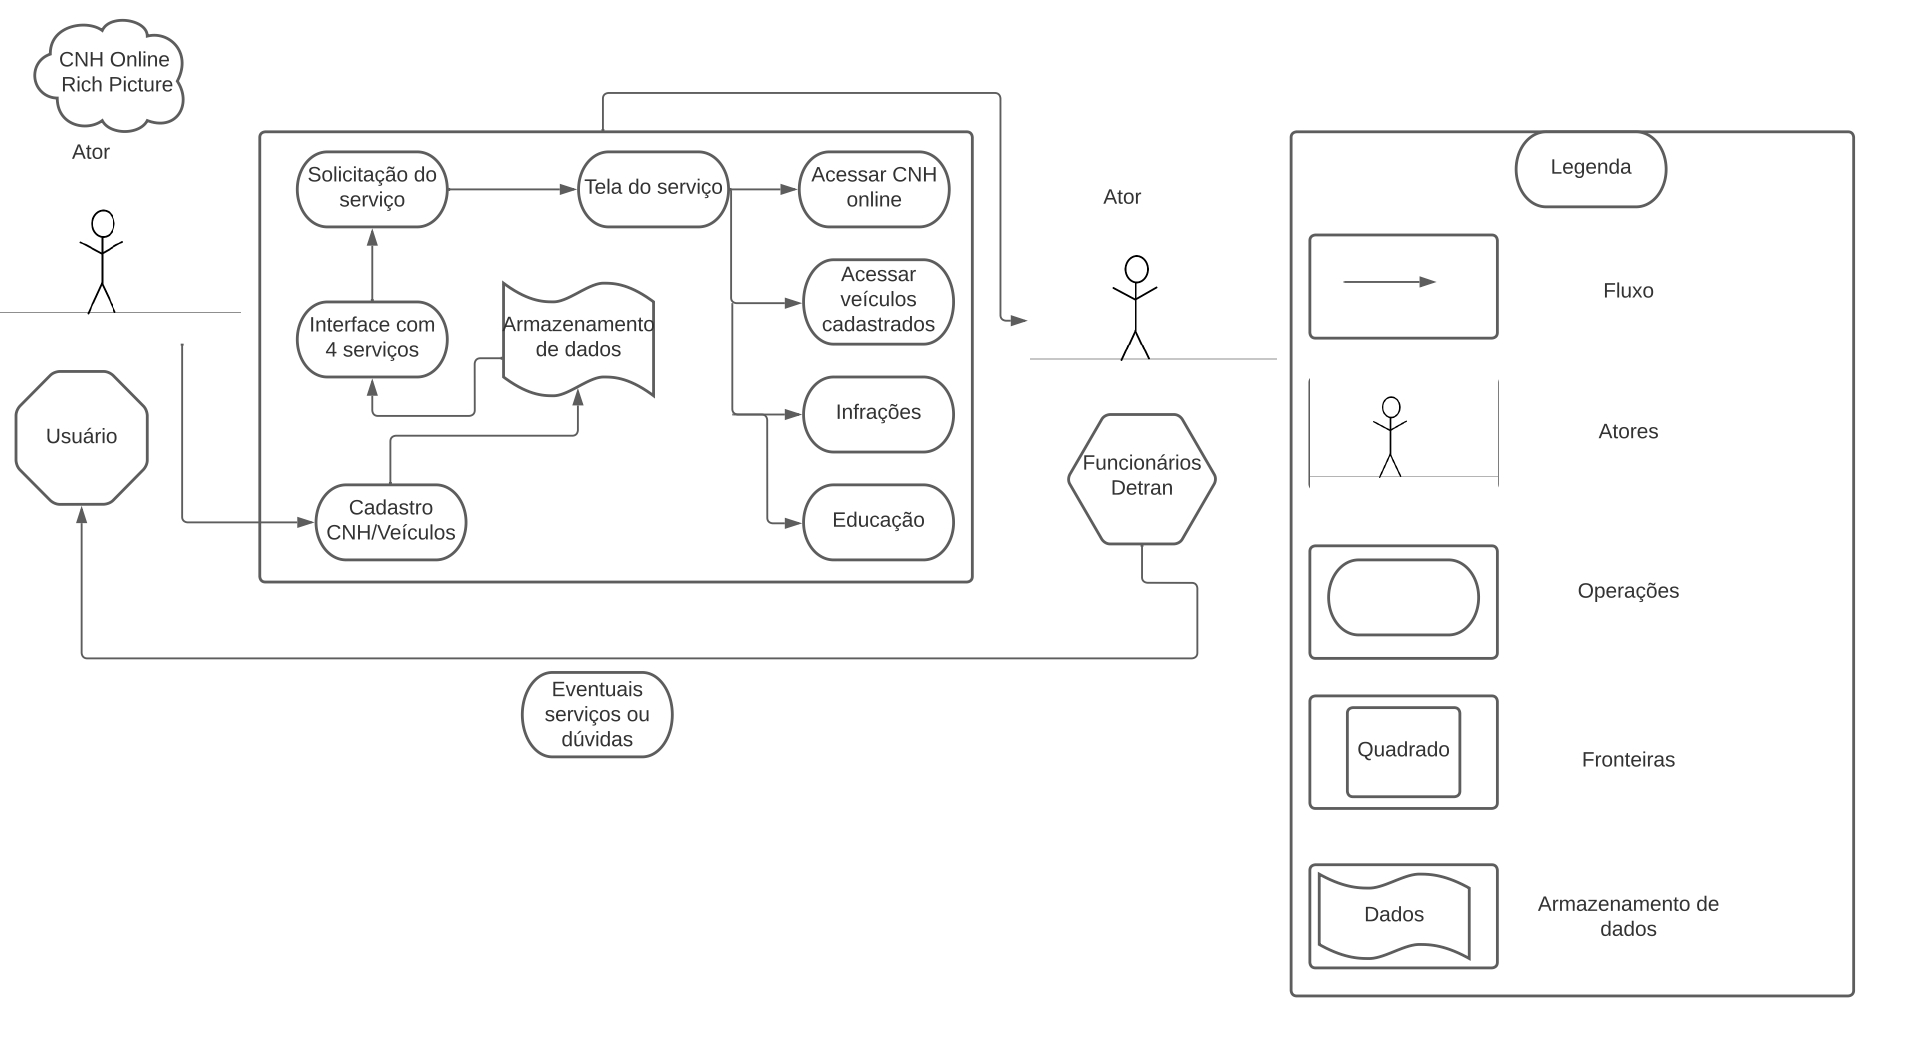 CNH Online
Rich Picture
Ator
Solicitação do
serviço
Tela do serviço
Acessar CNH
online
Interface com
4 serviços
Armazenamento
de dados
Acessar
veículos
cadastrados
Infrações
Cadastro
CNH/Veículos
Educação
Usuário
Ator
Funcionários
Detran
Eventuais
serviços ou
dúvidas
Legenda
Fluxo
Atores
Operações
Quadrado
Fronteiras
Dados
Armazenamento de
dados